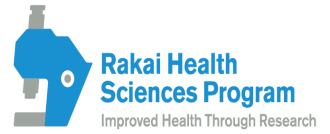 Rakai Health
Sciences Program
Improved Health Through Research